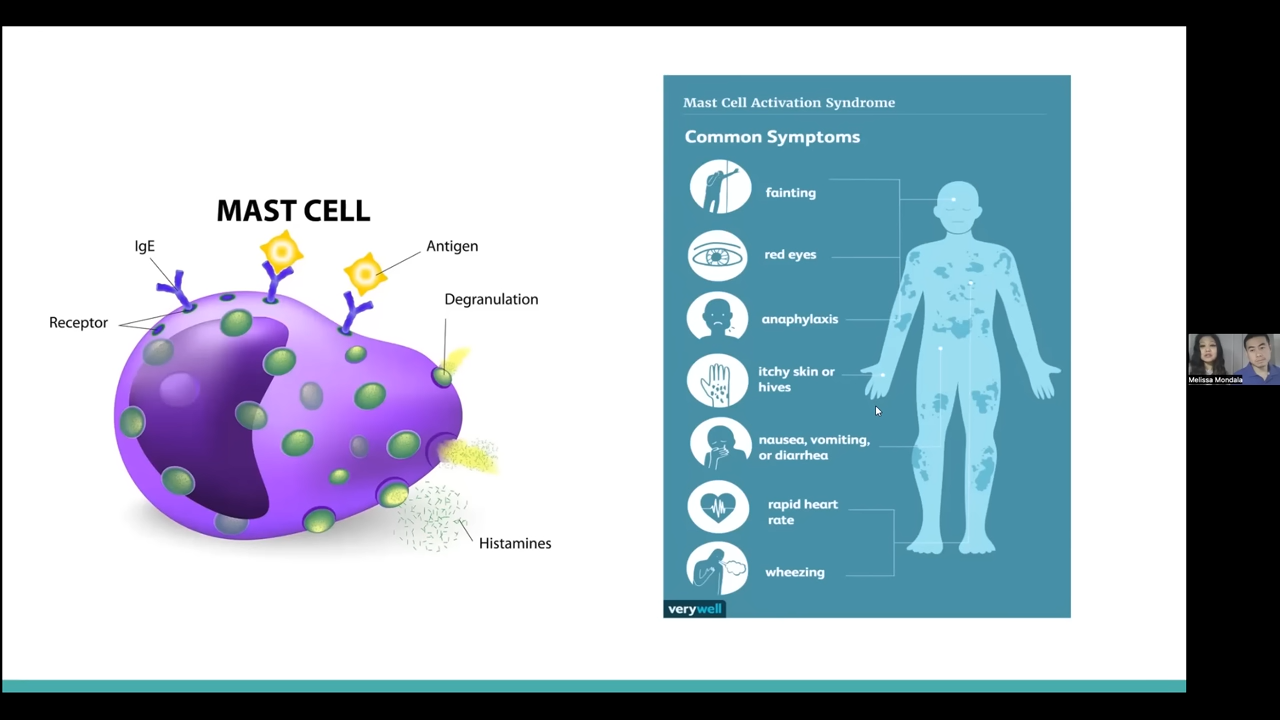 MAST CELL
IgE
Antigen
Degranulation
Receptor
Histamines
Mast Cell Activation Syndrome
Common Symptoms
fainting
red eyes
anaphylaxis
itchy skin or
hives
nausea, vomiting,
or diarrhea
rapid heart
rate
wheezing
verywell
Melissa Mondala